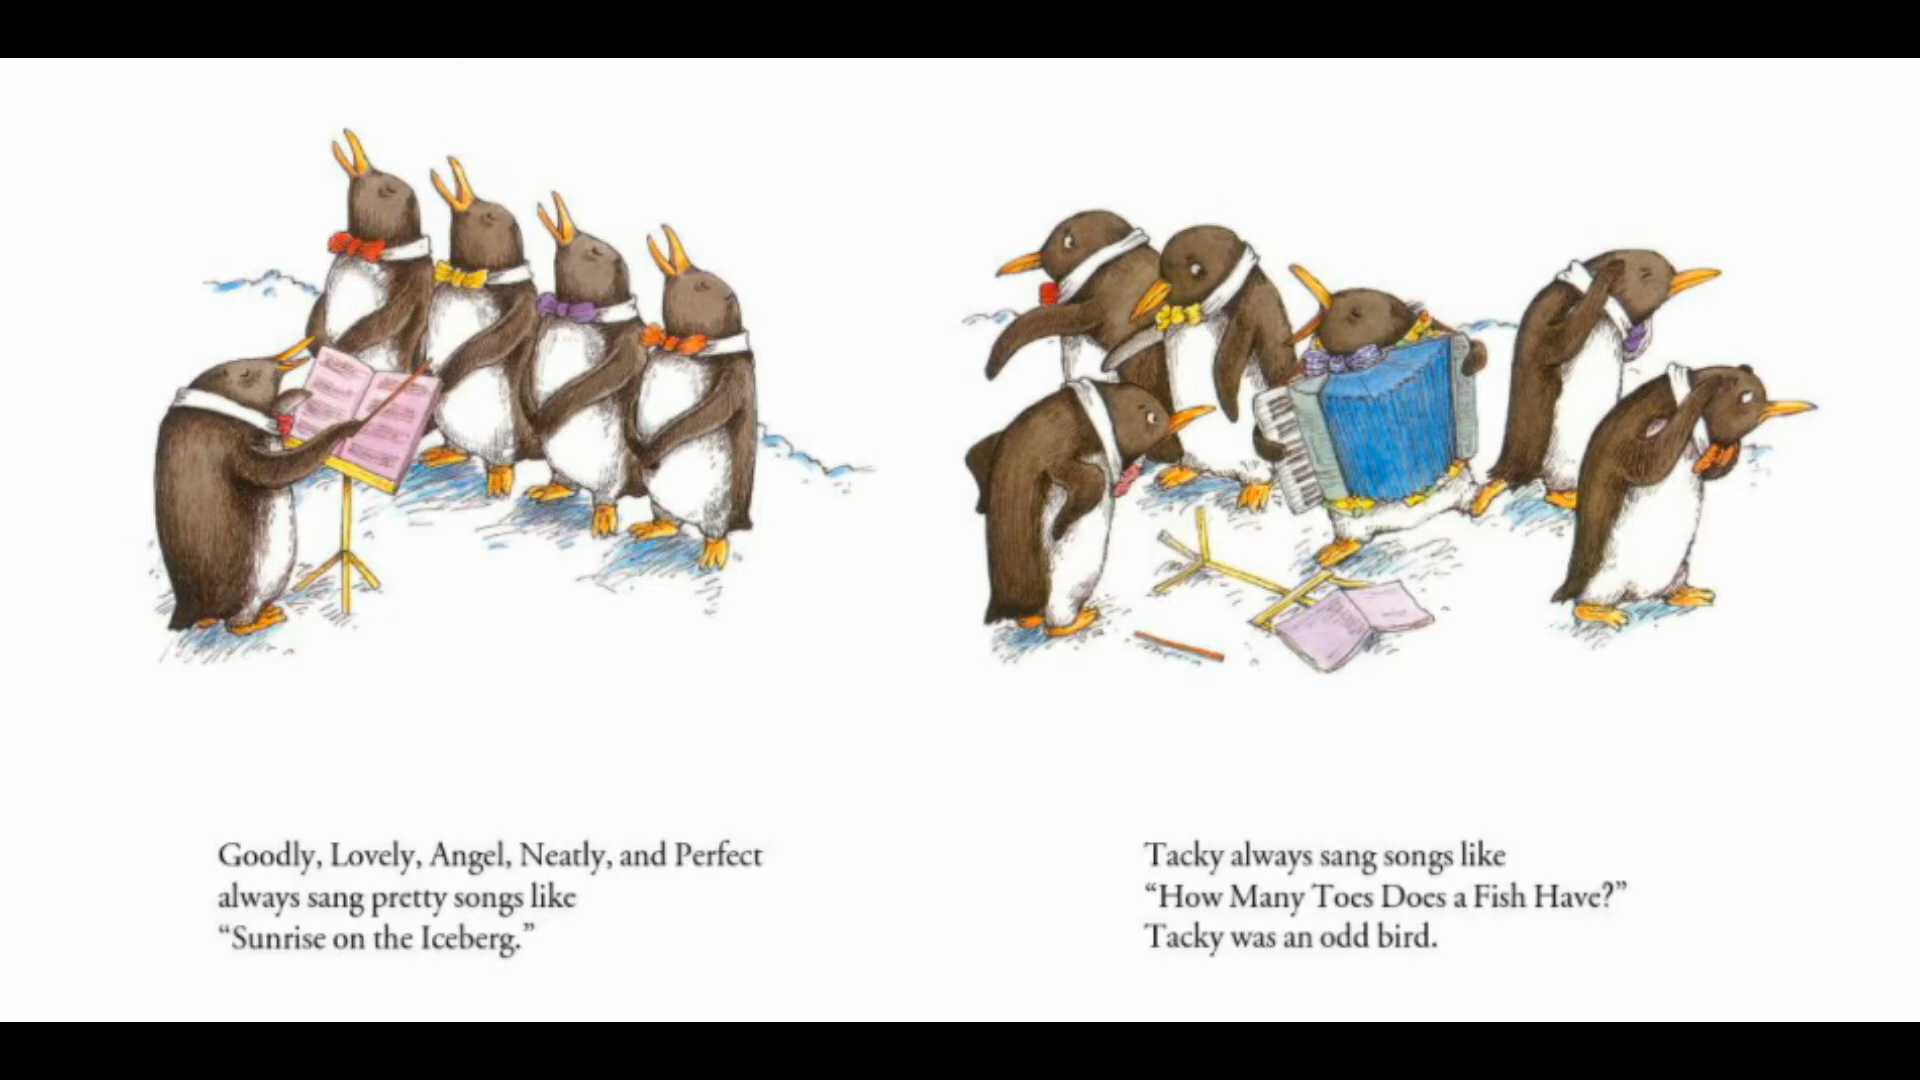 Goodly, Lovely, Angel, Neatly, and Perfect
always sang pretty songs like
“Sunrise on the Iceberg.”
Tacky always sang songs like
“How Many Toes Does a Fish Have?”
Tacky was an odd bird.